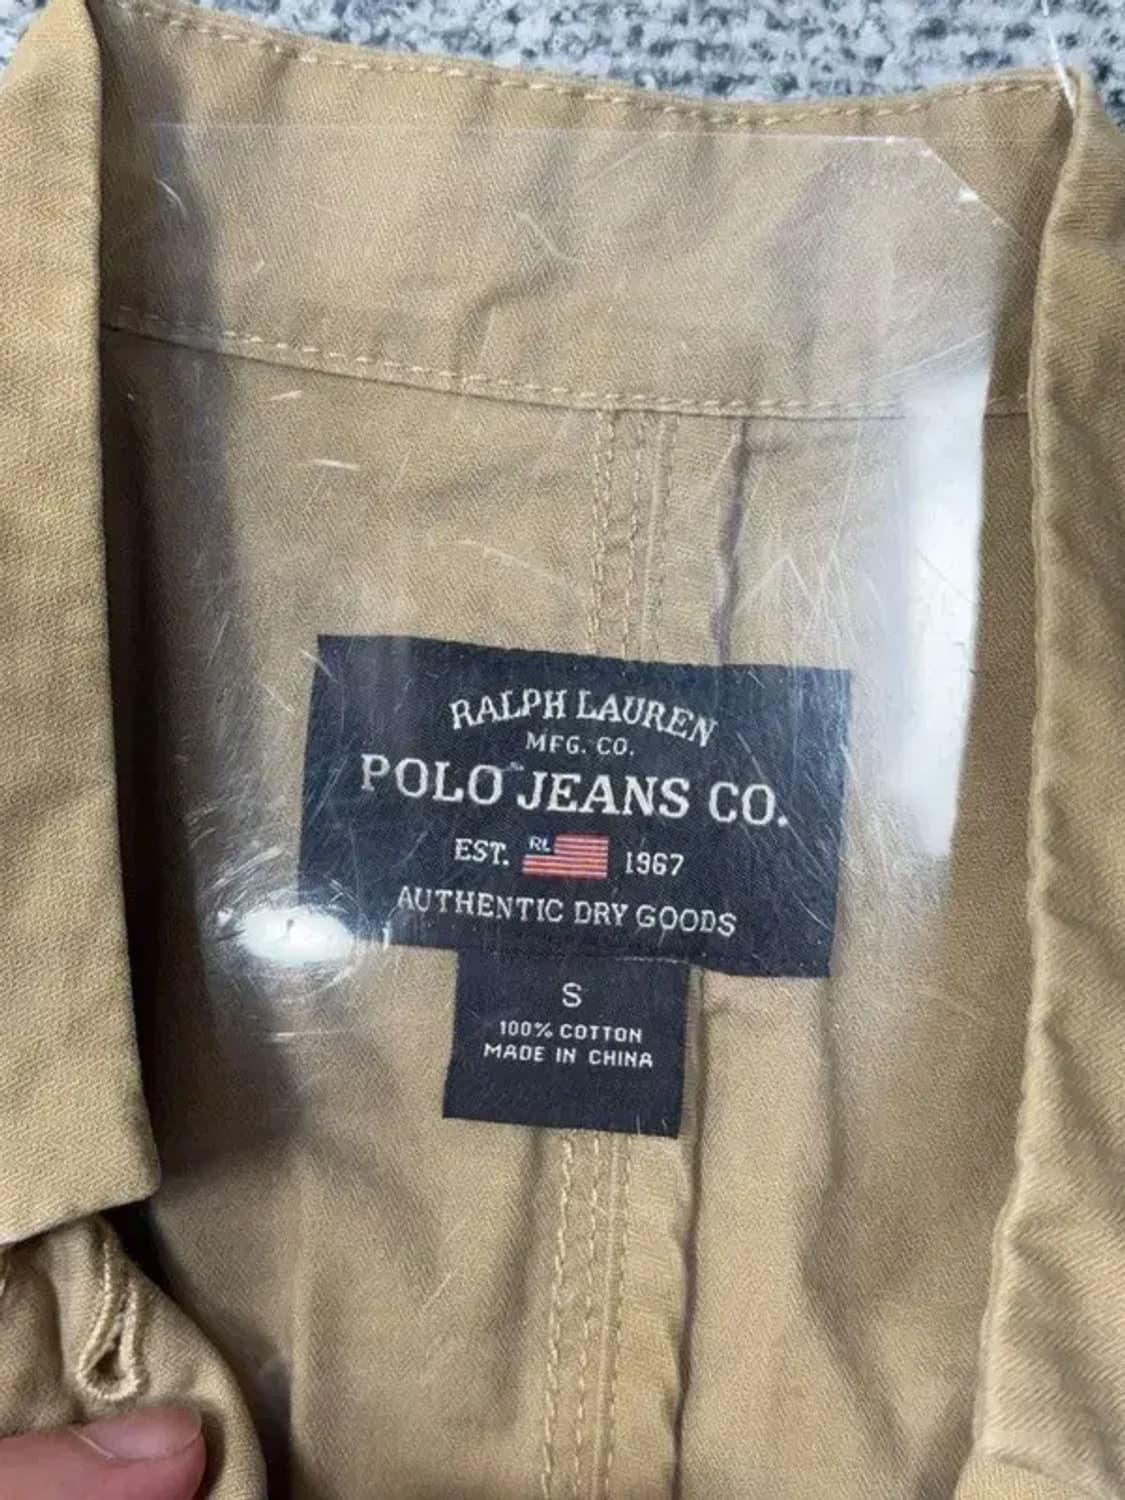 RALPH LAUREN
MFG. CO.
POLO JEANS CO.
EST. RL 1967
AUTHENTIC DRY GOODS
S
100% COTTON
MADE IN CHINA